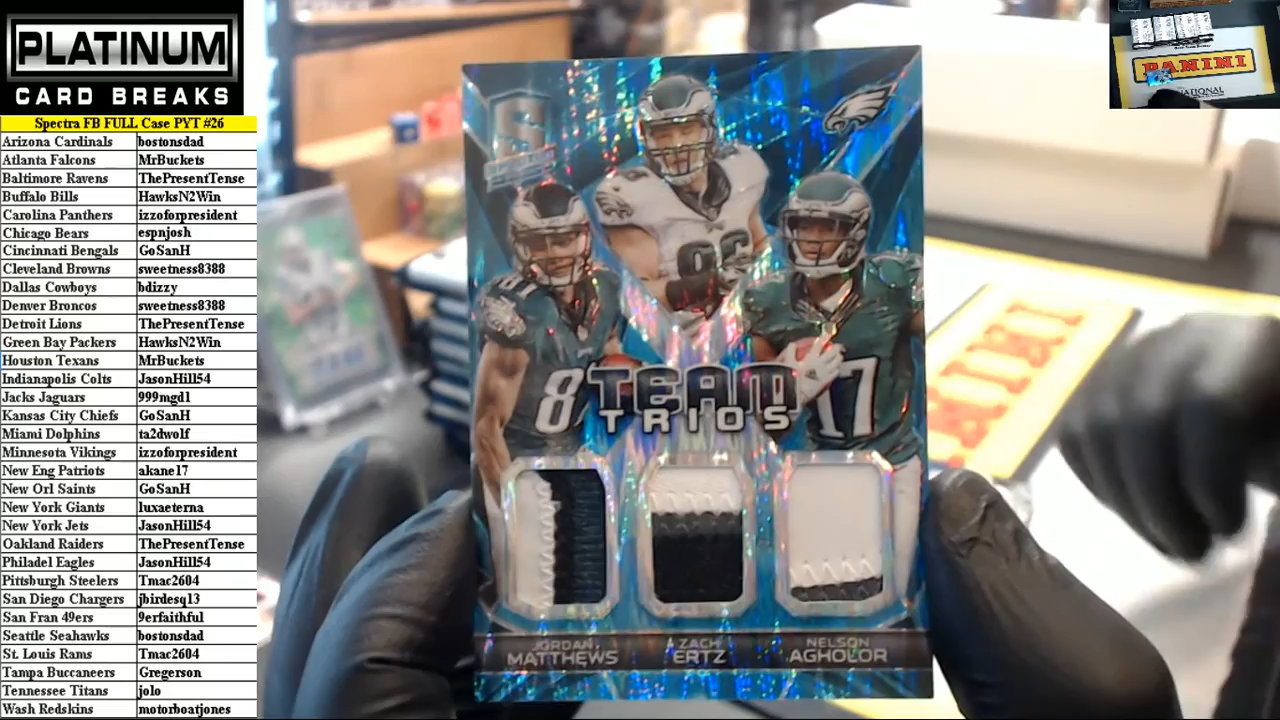 PLATINUM
CARD BREAKS
Spectra FB FULL Case PYT #26
Arizona Cardinals bostonsdad
Atlanta Falcons MrBuckets
Baltimore Ravens ThePresentTense
Buffalo Bills HawksN2Win
Carolina Panthers izzoforpresident
Chicago Bears espnjosh
Cincinnati Bengals GoSanH
Cleveland Browns sweetness8388
Dallas Cowboys bdizzy
Denver Broncos sweetness8388
Detroit Lions ThePresentTense
Green Bay Packers HawksN2Win
Houston Texans MrBuckets
Indianapolis Colts JasonHill54
Jacks Jaguars 999mgd1
Kansas City Chiefs GoSanH
Miami Dolphins ta2dwolf
Minnesota Vikings izzoforpresident
New Eng Patriots akane17
New Orl Saints GoSanH
New York Giants luxaeterna
New York Jets JasonHill54
Oakland Raiders ThePresentTense
Philadel Eagles JasonHill54
Pittsburgh Steelers Tmac2604
San Diego Chargers jbirdesq13
San Fran 49ers 9erfaithful
Seattle Seahawks bostonsdad
St. Louis Rams Tmac2604
Tampa Buccaneers Gregerson
Tennessee Titans jolo
Wash Redskins motorboatjones
81
86
17
TEAM
TRIOS
JORDAN
MATTHEWS
ZACH
ERTZ
NELSON
AGHOLOR
PANINI